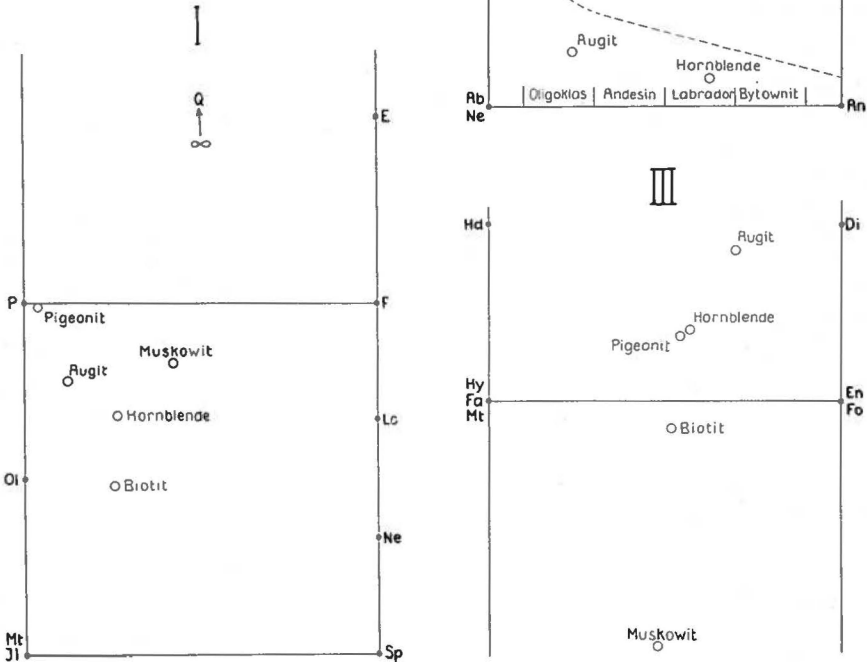 I
Q
∞
E
P
F
Pigeonit
Muskowit
Augit
Hornblende
Lc
Ol
Biotit
Ne
Mt
Jl
Sp
Augit
Hornblende
Ab
Ne
Oligoklas
Andesin
Labrador
Bytownit
An
III
Hd
Di
Augit
Hornblende
Pigeonit
Hy
Fa
Mt
En
Fo
Biotit
Muskowit